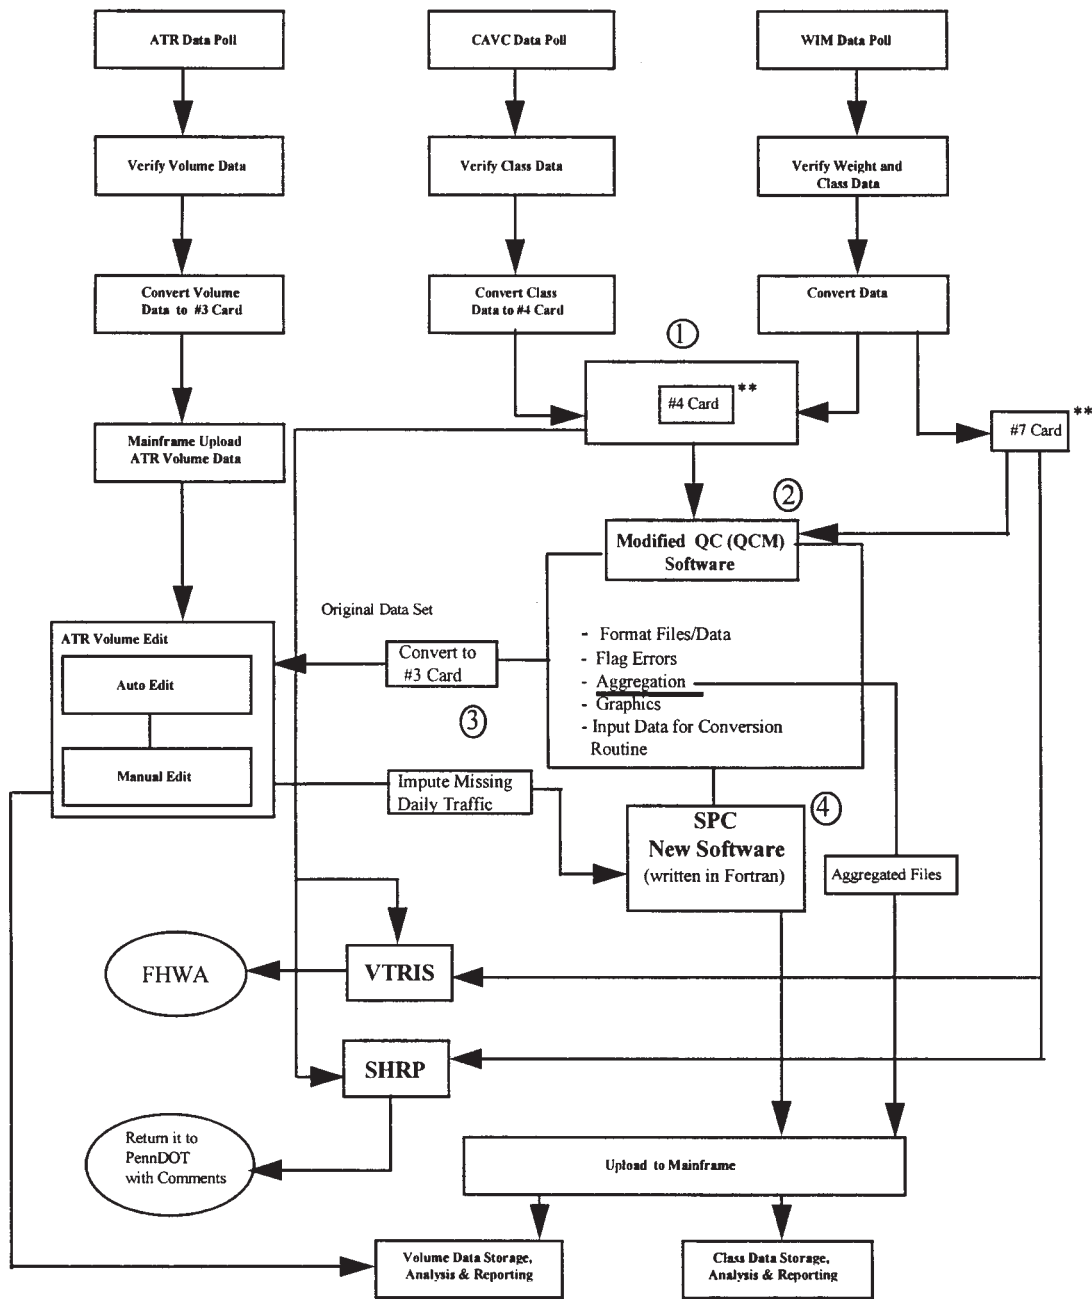 ATR Data Poll
CAVC Data Poll
WIM Data Poll
Verify Volume Data
Verify Class Data
Verify Weight and
Class Data
Convert Volume
Data to #3 Card
Convert Class
Data to #4 Card
Convert Data
1
#4 Card
**
#7 Card
**
Mainframe Upload
ATR Volume Data
2
Modified QC (QCM)
Software
Original Data Set
ATR Volume Edit
Auto Edit
Manual Edit
Convert to
#3 Card
- Format Files/Data
- Flag Errors
- Aggregation
- Graphics
- Input Data for Conversion
Routine
3
Impute Missing
Daily Traffic
4
SPC
New Software
(written in Fortran)
Aggregated Files
FHWA
VTRIS
SHRP
Return it to
PennDOT
with Comments
Upload to Mainframe
Volume Data Storage,
Analysis & Reporting
Class Data Storage,
Analysis & Reporting